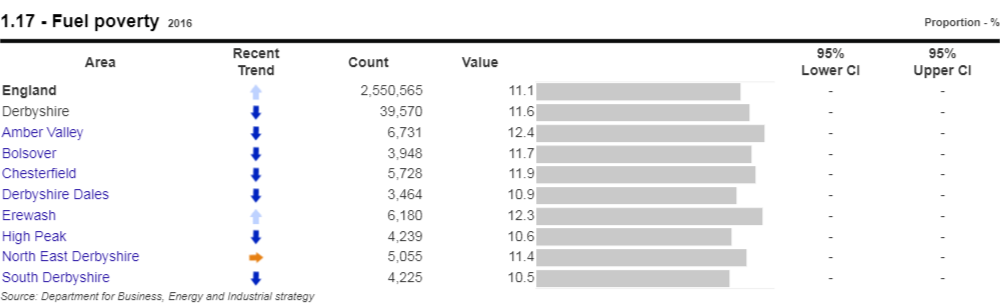 1.17 - Fuel poverty 2016 Proportion - %
Area Recent Trend Count Value 95% Lower CI 95% Upper CI
England 2,550,565 11.1 - -
Derbyshire 39,570 11.6 - -
Amber Valley 6,731 12.4 - -
Bolsover 3,948 11.7 - -
Chesterfield 5,728 11.9 - -
Derbyshire Dales 3,464 10.9 - -
Erewash 6,180 12.3 - -
High Peak 4,239 10.6 - -
North East Derbyshire 5,055 11.4 - -
South Derbyshire 4,225 10.5 - -
Source: Department for Business, Energy and Industrial strategy